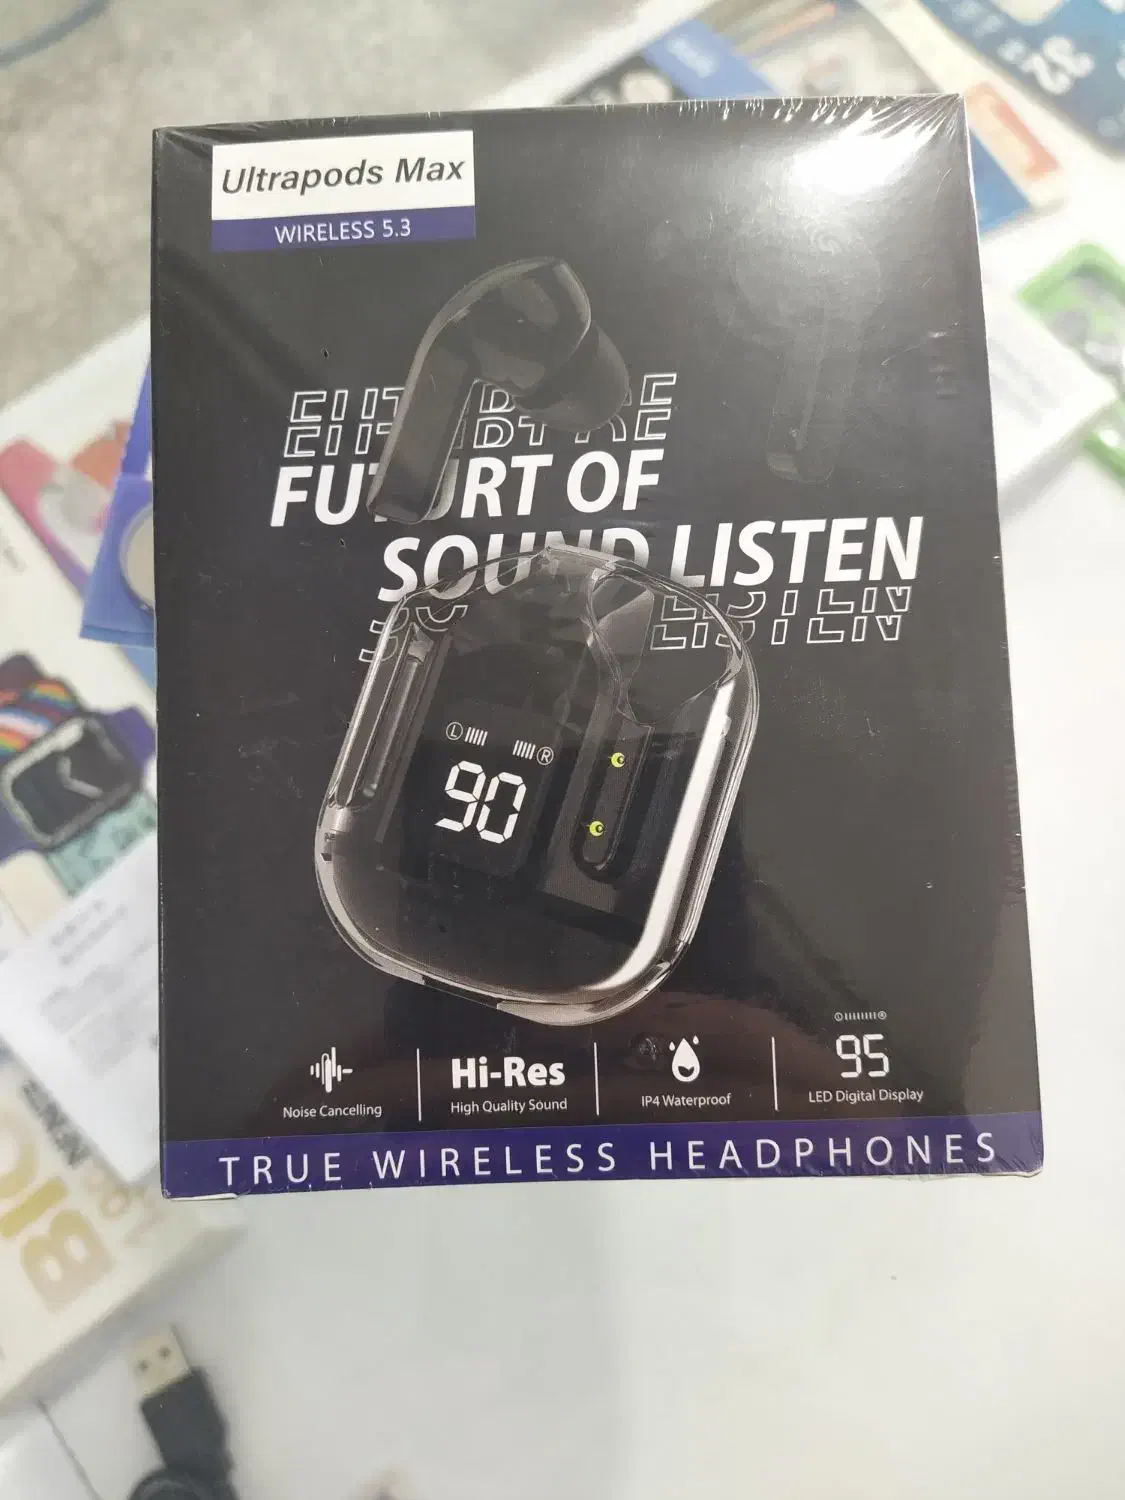 Ultrapods Max
WIRELESS 5.3
FUTURT OF
SOUND LISTEN
L R
90
Noise Cancelling
Hi-Res
High Quality Sound
IP4 Waterproof
95
LED Digital Display
TRUE WIRELESS HEADPHONES
32